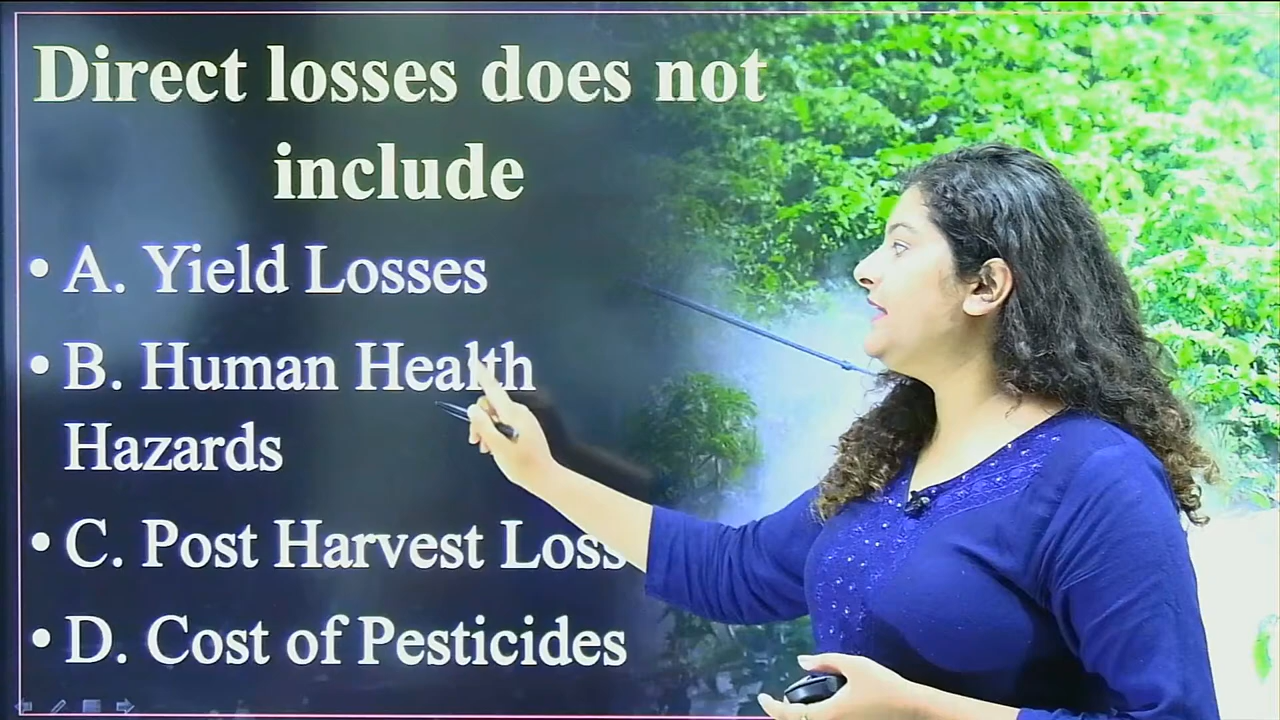 Direct losses does not
include
• A. Yield Losses
• B. Human Health
Hazards
• C. Post Harvest Loss
• D. Cost of Pesticides